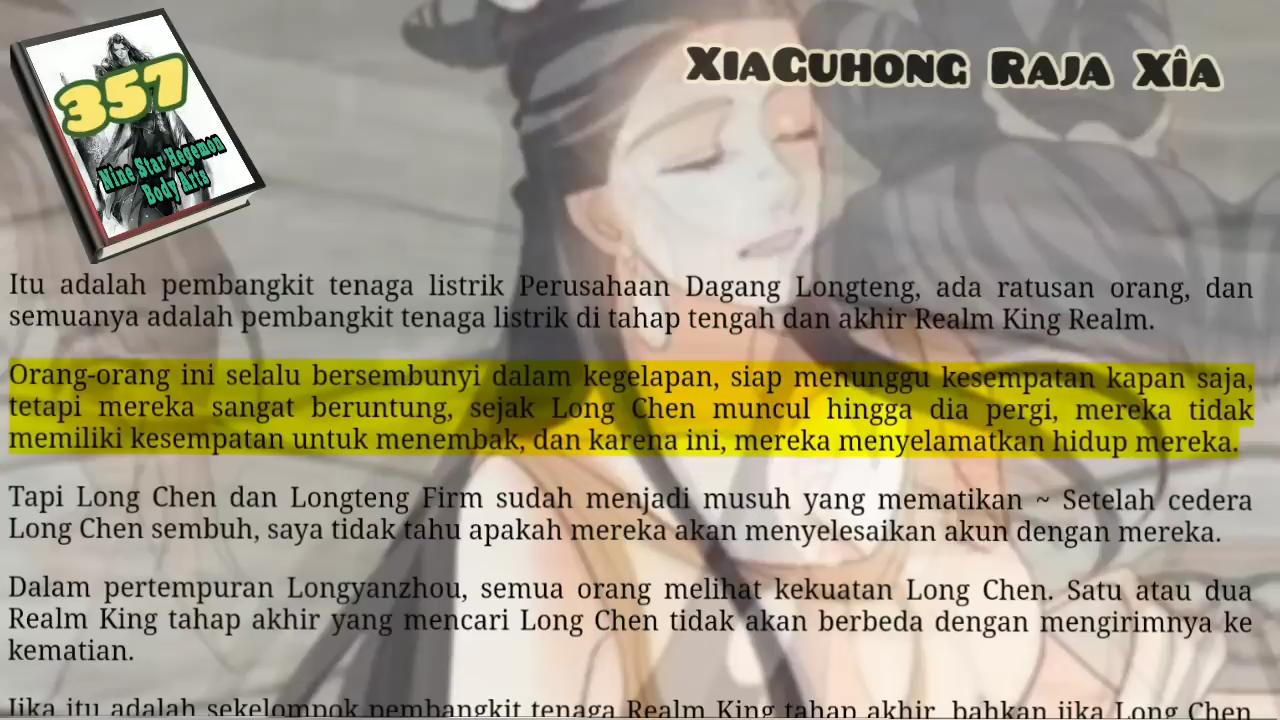 357
Nine Star Hegemon
Body Arts
XiaGuhong Raja Xîa
Itu adalah pembangkit tenaga listrik Perusahaan Dagang Longteng, ada ratusan orang, dan
semuanya adalah pembangkit tenaga listrik di tahap tengah dan akhir Realm King Realm.
Orang-orang ini selalu bersembunyi dalam kegelapan, siap menunggu kesempatan kapan saja,
tetapi mereka sangat beruntung, sejak Long Chen muncul hingga dia pergi, mereka tidak
memiliki kesempatan untuk menembak, dan karena ini, mereka menyelamatkan hidup mereka.
Tapi Long Chen dan Longteng Firm sudah menjadi musuh yang mematikan ~ Setelah cedera
Long Chen sembuh, saya tidak tahu apakah mereka akan menyelesaikan akun dengan mereka.
Dalam pertempuran Longyanzhou, semua orang melihat kekuatan Long Chen. Satu atau dua
Realm King tahap akhir yang mencari Long Chen tidak akan berbeda dengan mengirimnya ke
kematian.
Jika itu adalah sekelompok pembangkit tenaga Realm King tahap akhir, bahkan jika Long Chen